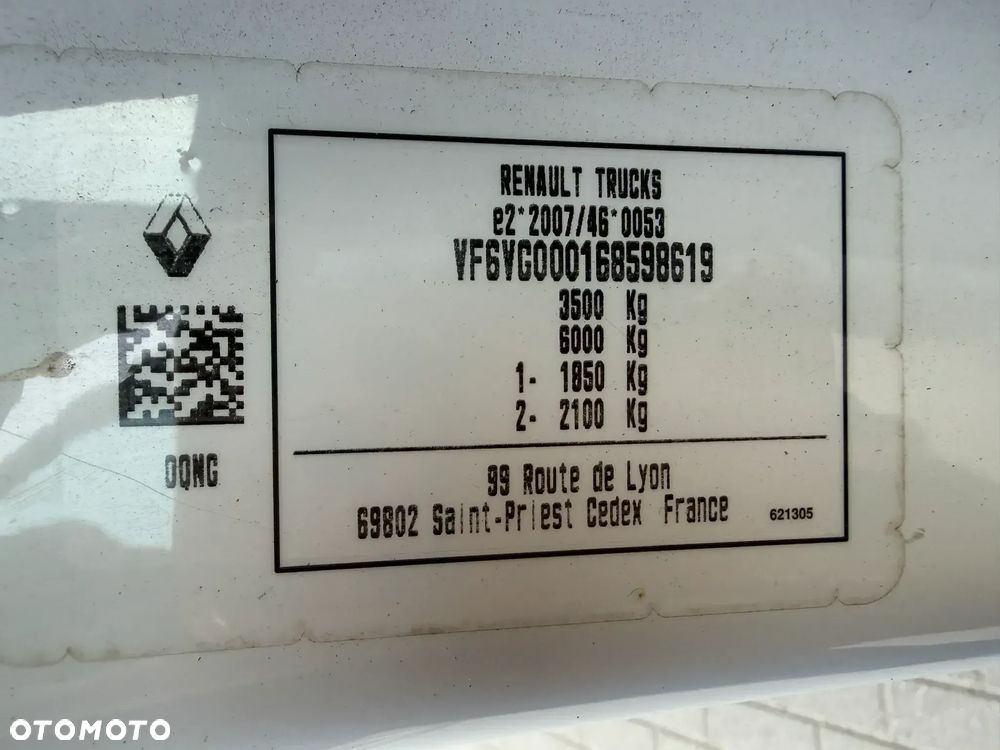 RENAULT TRUCKS
e2*2007/46*0053
VF6VG000168598619
3500 Kg
6000 Kg
1- 1850 Kg
2- 2100 Kg
99 Route de Lyon
69802 Saint-Priest Cedex France
621305
OQNG
OTOMOTO